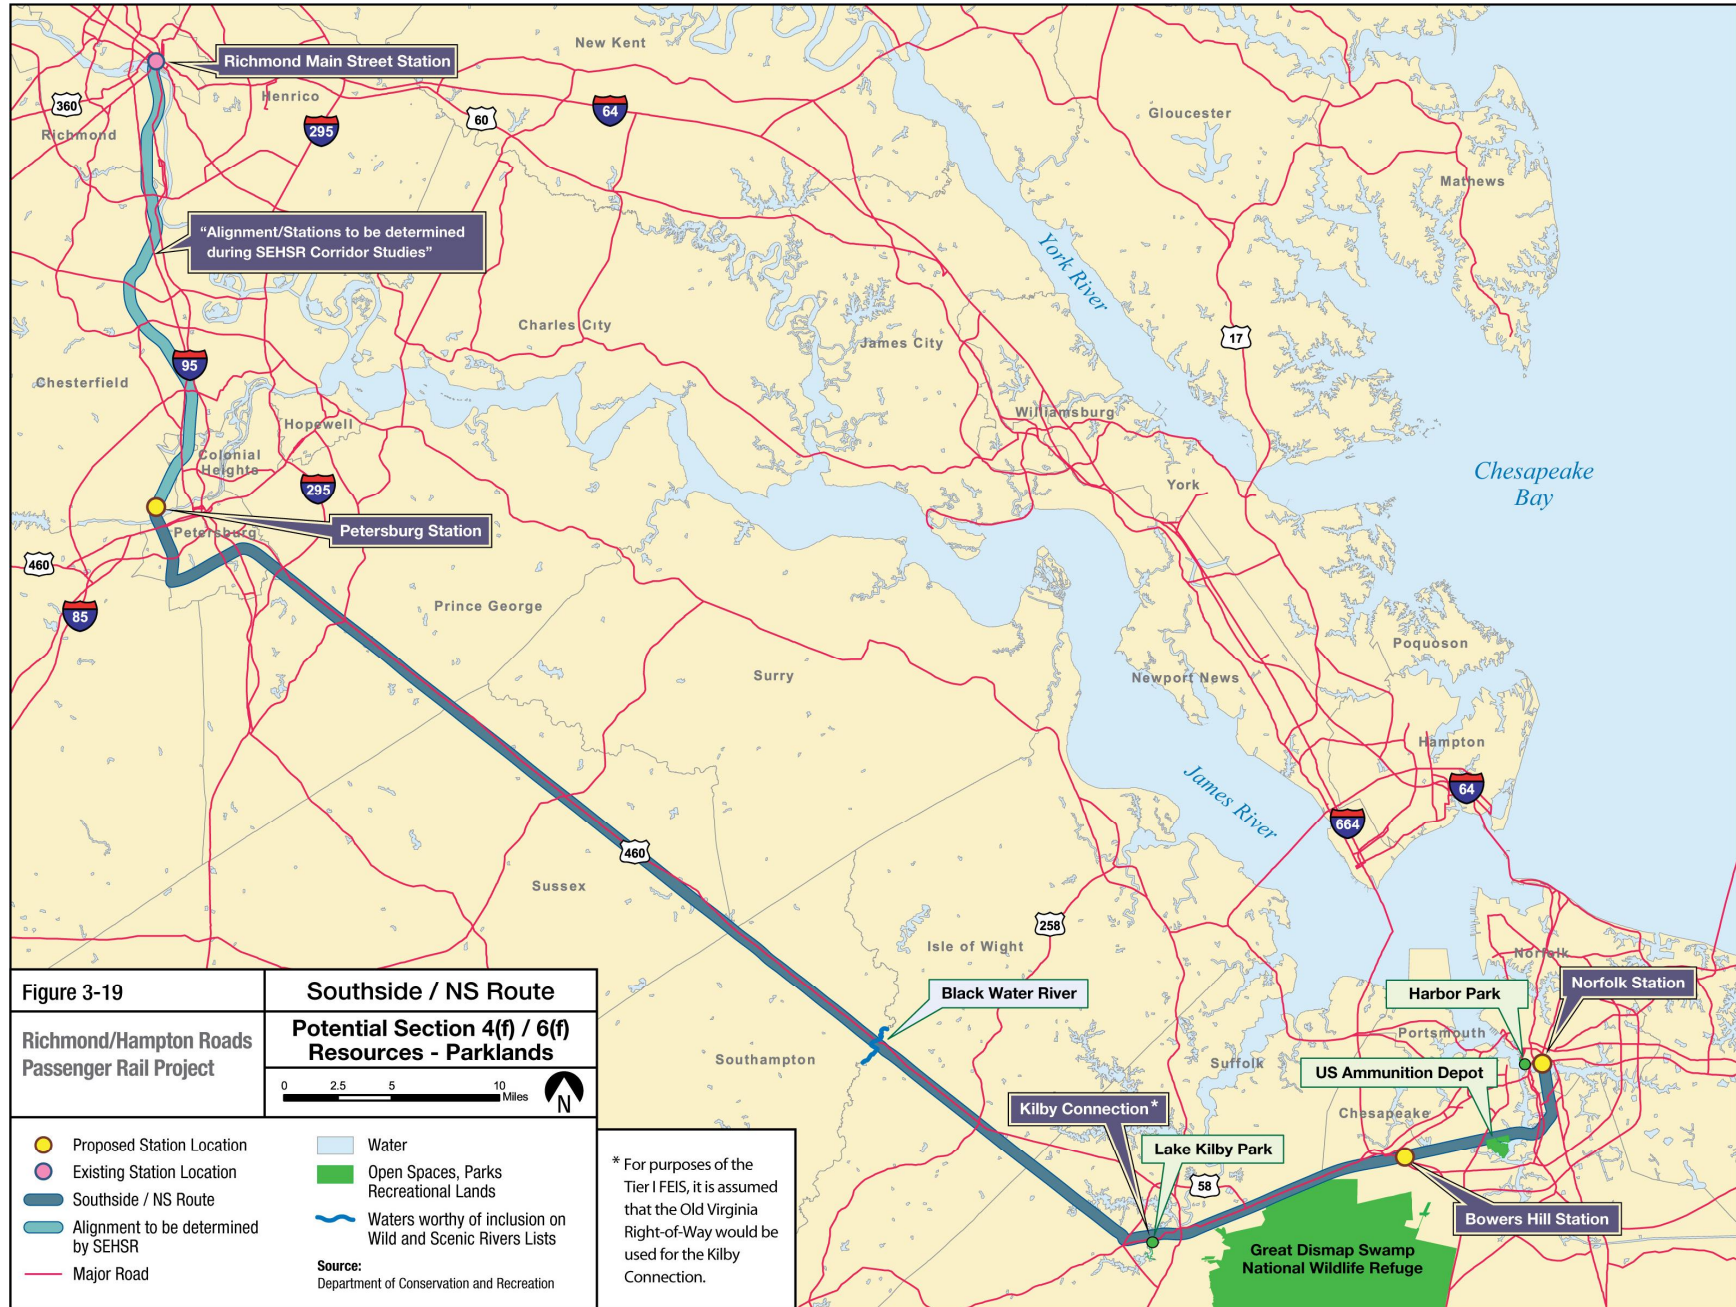 New Kent
Richmond Main Street Station
360
Henrico
295
60
64
Gloucester
Richmond
Mathews
"Alignment/Stations to be determined
during SEHSR Corridor Studies"
York River
Charles City
James City
17
95
Chesterfield
Hopewell
Williamsburg
Colonial
Heights
295
York
Chesapeake
Bay
Petersburg Station
Petersburg
460
85
Prince George
Poquoson
Surry
Newport News
Hampton
James River
64
664
460
Sussex
258
Isle of Wight
Norfolk
Black Water River
Harbor Park
Norfolk Station
Portsmouth
Southampton
Suffolk
US Ammunition Depot
Kilby Connection*
Chesapeake
Lake Kilby Park
58
Bowers Hill Station
Great Dismap Swamp
National Wildlife Refuge
Figure 3-19
Southside / NS Route
Richmond/Hampton Roads
Passenger Rail Project
Potential Section 4(f) / 6(f)
Resources - Parklands
0 2.5 5 10
Miles
N
Proposed Station Location
Existing Station Location
Southside / NS Route
Alignment to be determined
by SEHSR
Major Road
Water
Open Spaces, Parks
Recreational Lands
Waters worthy of inclusion on
Wild and Scenic Rivers Lists
Source:
Department of Conservation and Recreation
* For purposes of the
Tier I FEIS, it is assumed
that the Old Virginia
Right-of-Way would be
used for the Kilby
Connection.